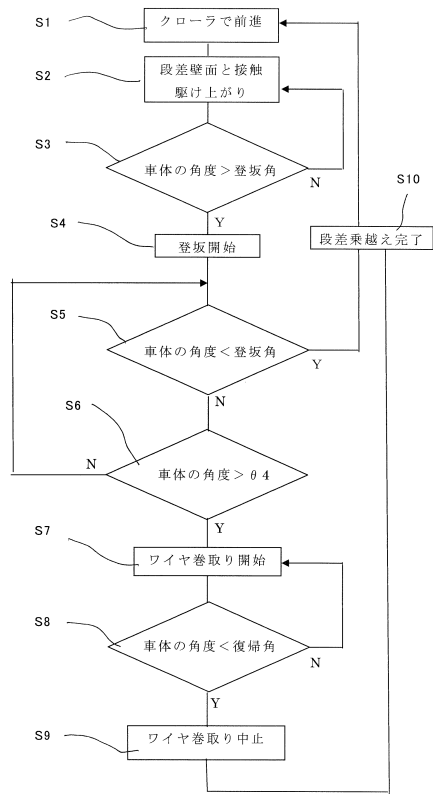 S1
クローラで前進
S2
段差壁面と接触
駆け上がり
S3
車体の角度＞登坂角
N
S10
Y
S4
登坂開始
段差乗越え完了
S5
車体の角度＜登坂角
Y
N
S6
車体の角度＞θ4
N
Y
S7
ワイヤ巻取り開始
S8
車体の角度＜復帰角
N
Y
S9
ワイヤ巻取り中止